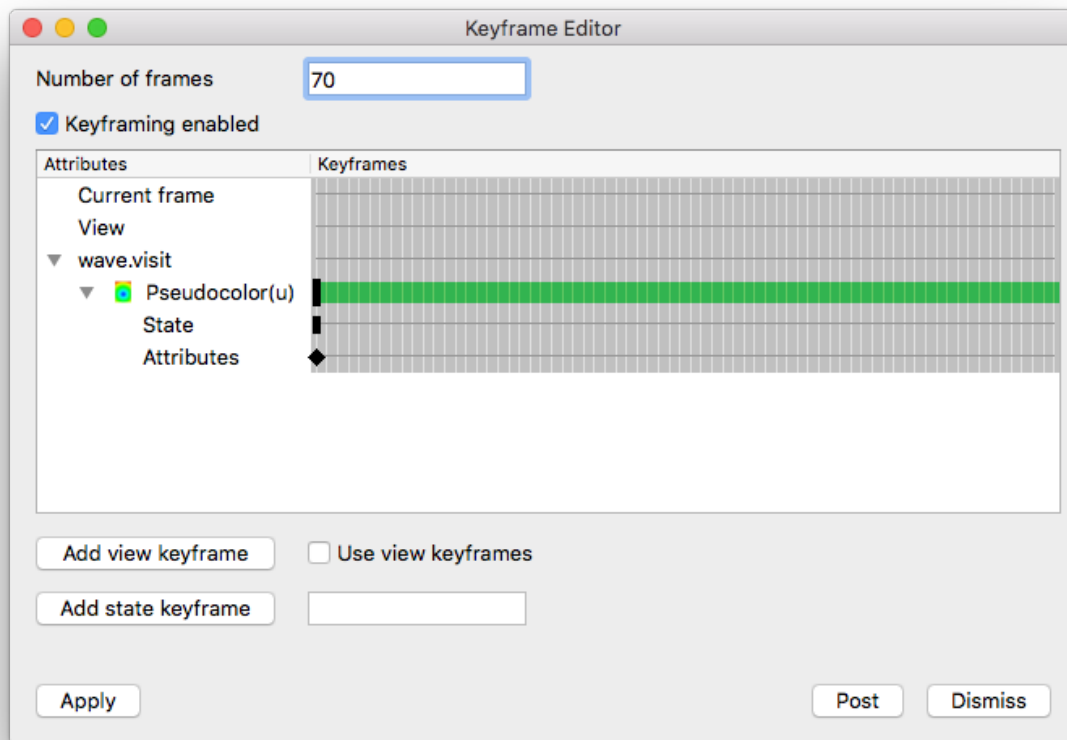 Keyframe Editor
Number of frames 70
Keyframing enabled
Attributes Keyframes
Current frame
View
wave.visit
Pseudocolor(u)
State
Attributes
Add view keyframe Use view keyframes
Add state keyframe
Apply Post Dismiss